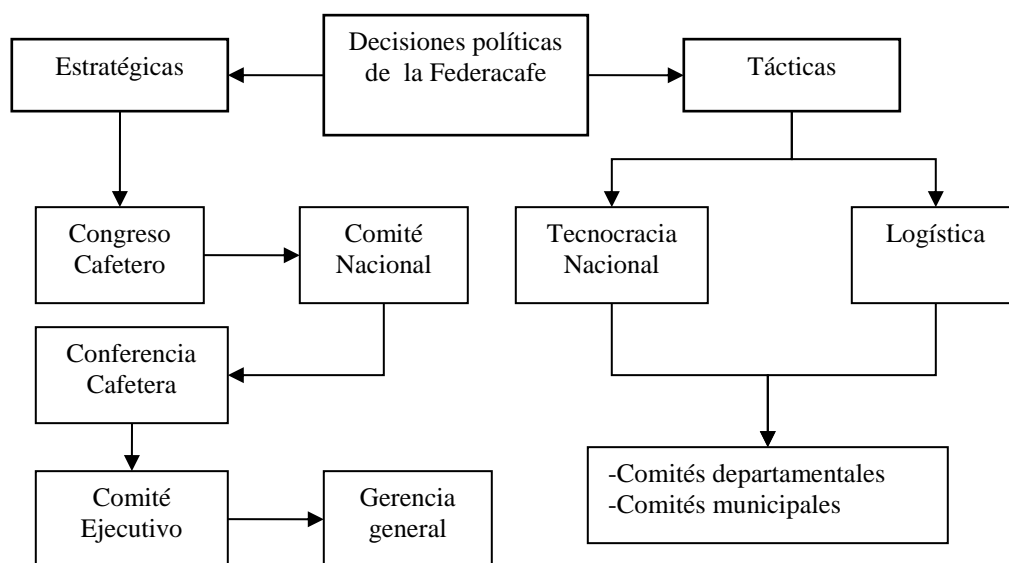 Estratégicas
Decisiones políticas
de la Federacafe
Tácticas
Congreso
Cafetero
Comité
Nacional
Tecnocracia
Nacional
Logística
Conferencia
Cafetera
Comité
Ejecutivo
Gerencia
general
-Comités departamentales
-Comités municipales